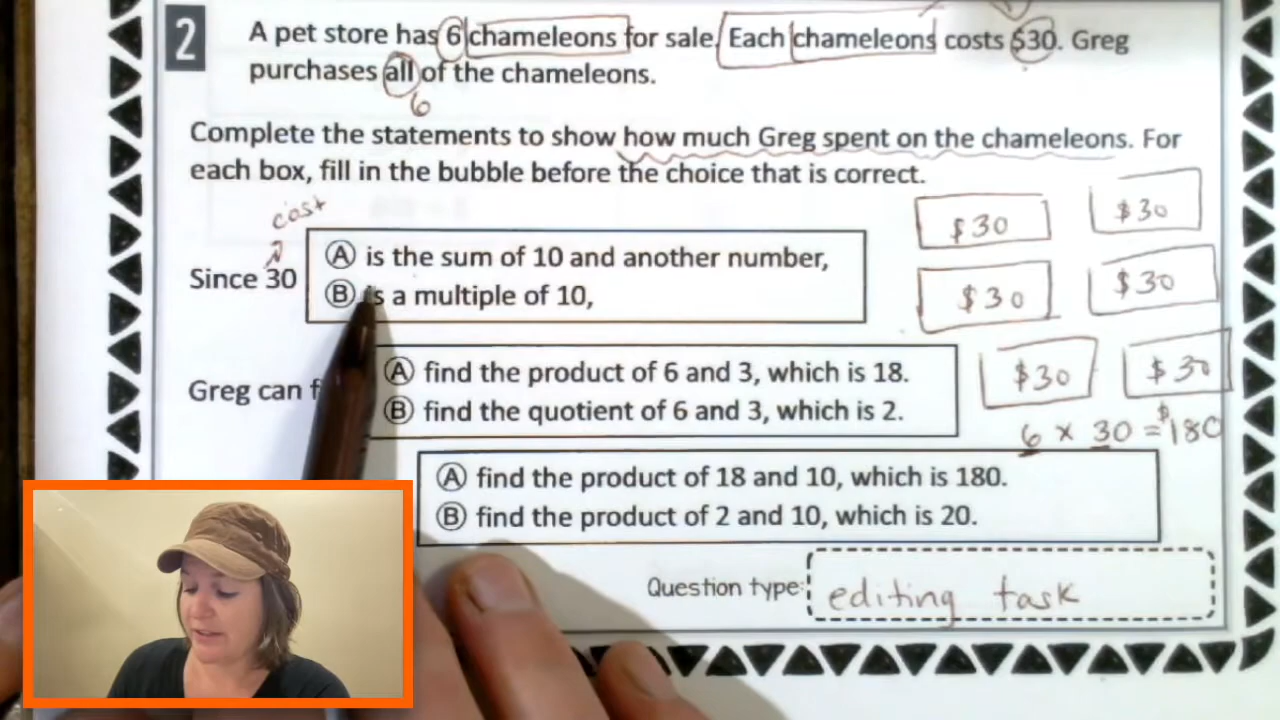 2
A pet store has 6 chameleons for sale. Each chameleons costs $30. Greg
purchases all of the chameleons.
6
Complete the statements to show how much Greg spent on the chameleons. For
each box, fill in the bubble before the choice that is correct.
cost
$30 $30
Since 30
A is the sum of 10 and another number,
B is a multiple of 10,
$30 $30
Greg can
A find the product of 6 and 3, which is 18.
B find the quotient of 6 and 3, which is 2.
$30 $30
6 x 30 = $180
A find the product of 18 and 10, which is 180.
B find the product of 2 and 10, which is 20.
Question type: editing task